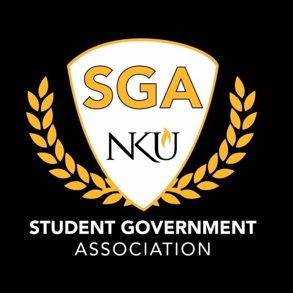 SGA
NKU
STUDENT GOVERNMENT
ASSOCIATION